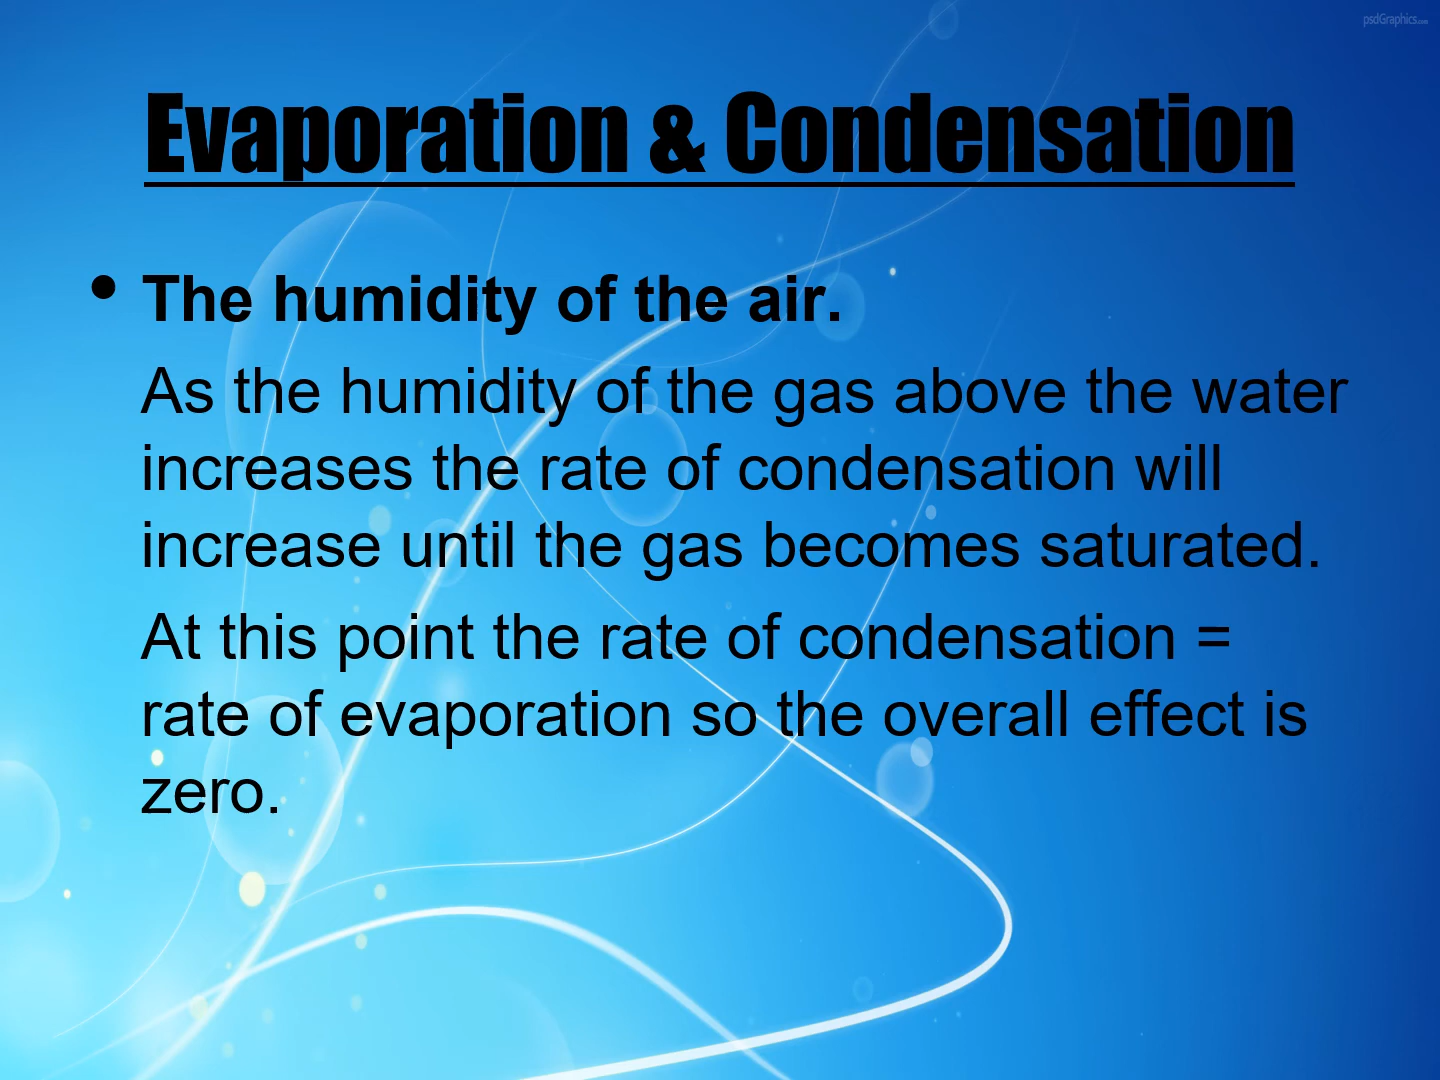 psdGraphics.com
Evaporation & Condensation
• The humidity of the air.
As the humidity of the gas above the water
increases the rate of condensation will
increase until the gas becomes saturated.
At this point the rate of condensation =
rate of evaporation so the overall effect is
zero.